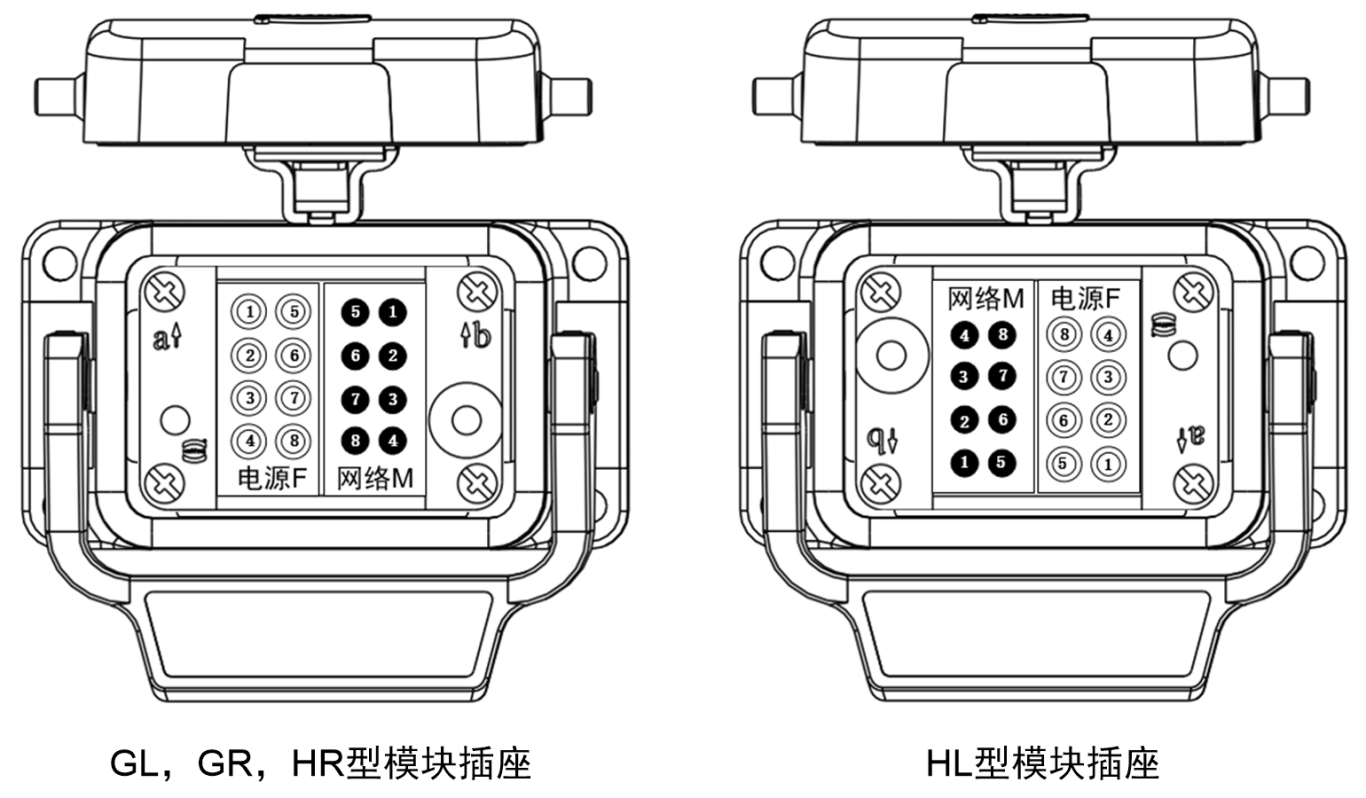 ① ⑤ ❺ ❶
a b
② ⑥ ❻ ❷
③ ⑦ ❼ ❸
④ ⑧ ❽ ❹
电源F 网络M
网络M 电源F
❹ ❽ ⑧ ④
❸ ❼ ⑦ ③
❷ ❻ ⑥ ②
b a
❶ ❺ ⑤ ①
GL，GR，HR型模块插座
HL型模块插座